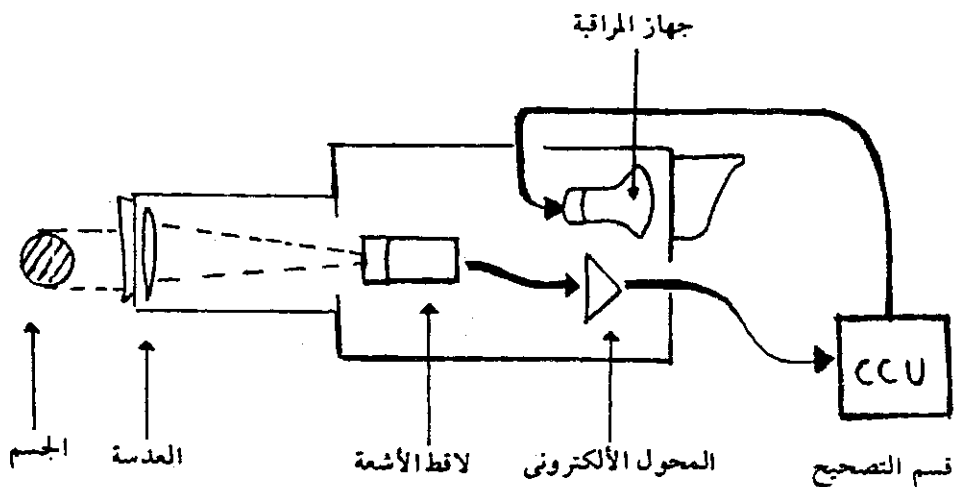 جهاز المراقبة
CCU
الجسم
العدسة
لاقط الأشعة
المحول الألكترونى
قسم التصحيح